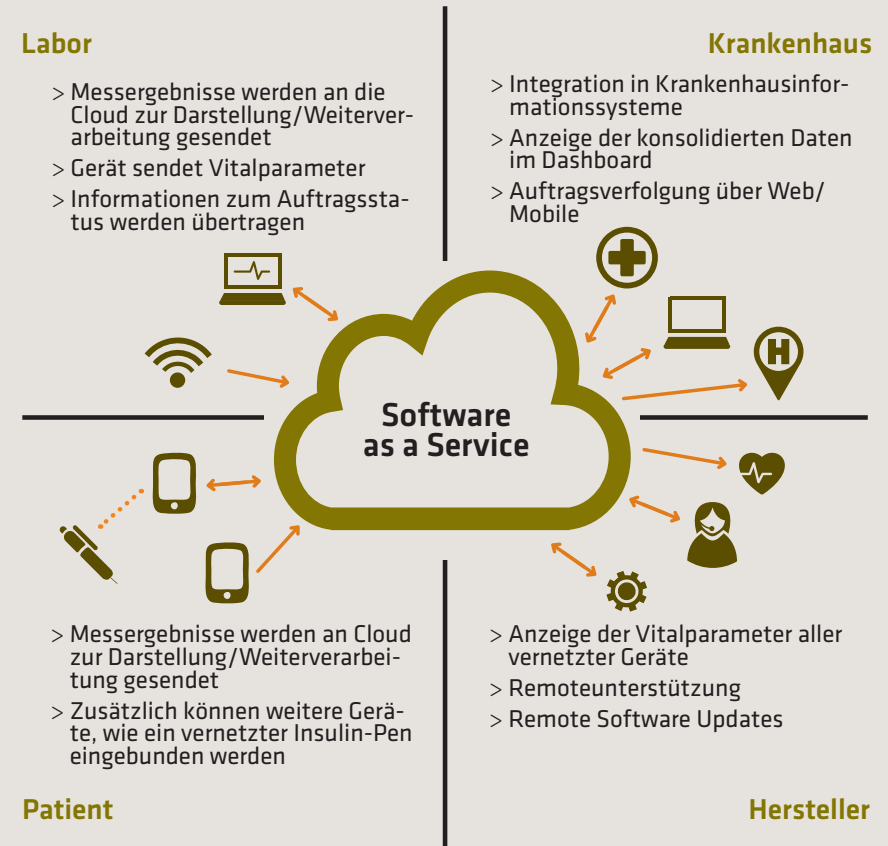 Labor
> Messergebnisse werden an die
Cloud zur Darstellung/Weiterver-
arbeitung gesendet
> Gerät sendet Vitalparameter
> Informationen zum Auftragssta-
tus werden übertragen
Krankenhaus
> Integration in Krankenhausinfor-
mationssysteme
> Anzeige der konsolidierten Daten
im Dashboard
> Auftragsverfolgung über Web/
Mobile
H
Software
as a Service
> Messergebnisse werden an Cloud
zur Darstellung/Weiterverarbei-
tung gesendet
> Zusätzlich können weitere Gerä-
te, wie ein vernetzter Insulin-Pen
eingebunden werden
Patient
> Anzeige der Vitalparameter aller
vernetzter Geräte
> Remoteunterstützung
> Remote Software Updates
Hersteller